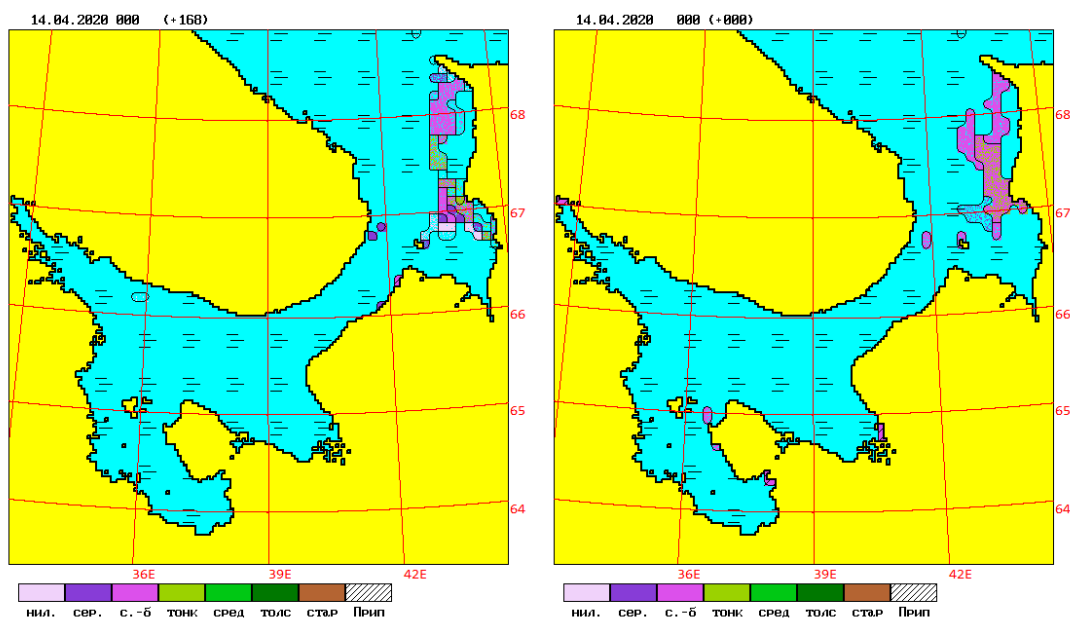 14.04.2020 000 (+168)
14.04.2020 000 (+000)
68
68
67
67
66
66
65
65
64
64
36E 39E 42E
36E 39E 42E
нил. сер. с.-б тонк сред толс стар Прип
нил. сер. с.-б тонк сред толс стар Прип